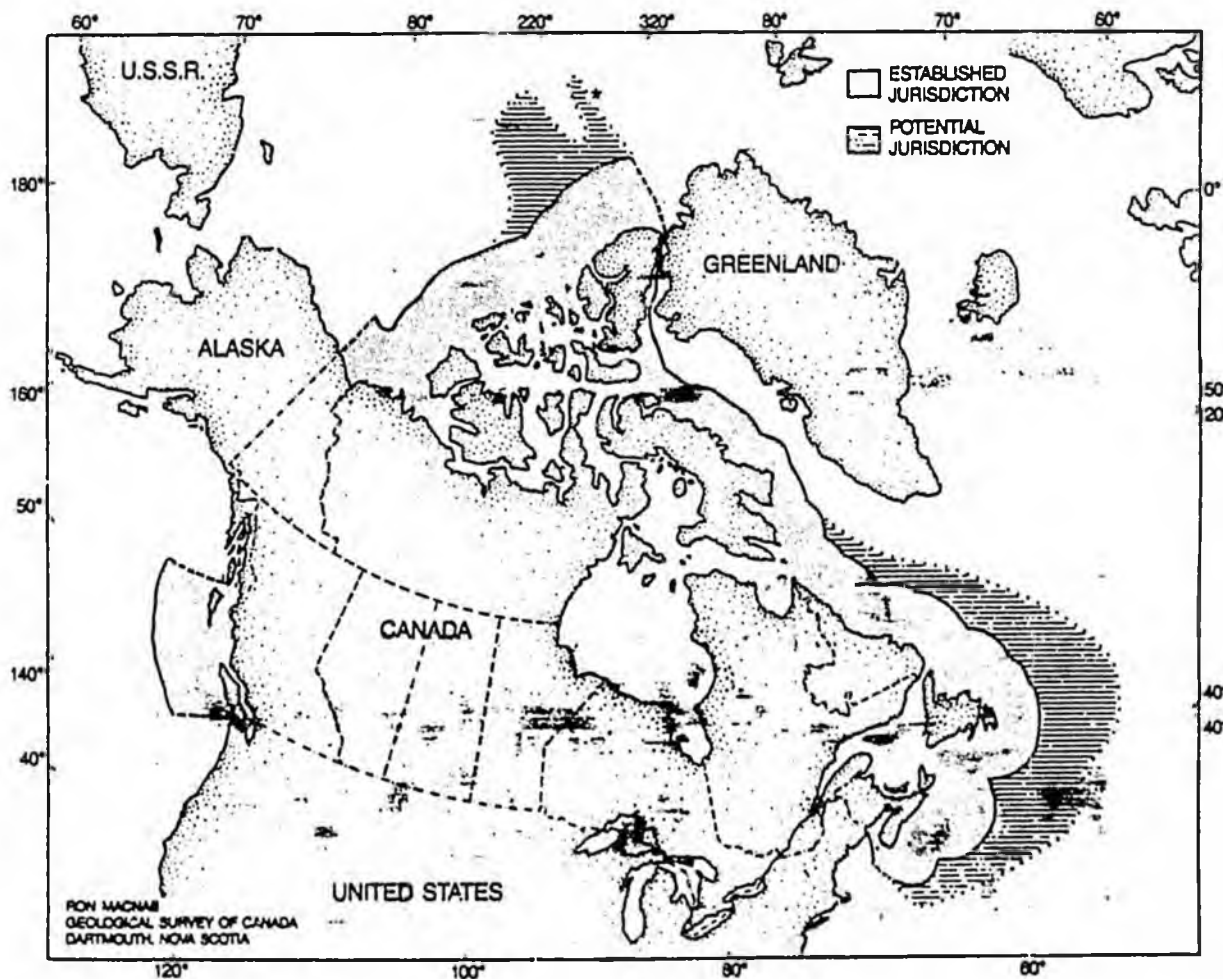 70° 80° 220° 320° 80° 70° 60°
U.S.S.R.
ESTABLISHED
JURISDICTION
POTENTIAL
JURISDICTION
*
180°
0°
GREENLAND
ALASKA
160°
50
20
50°
CANADA
140°
40°
40
40°
UNITED STATES
RON MACNAB
GEOLOGICAL SURVEY OF CANADA
DARTMOUTH, NOVA SCOTIA
120° 100° 80° 60°